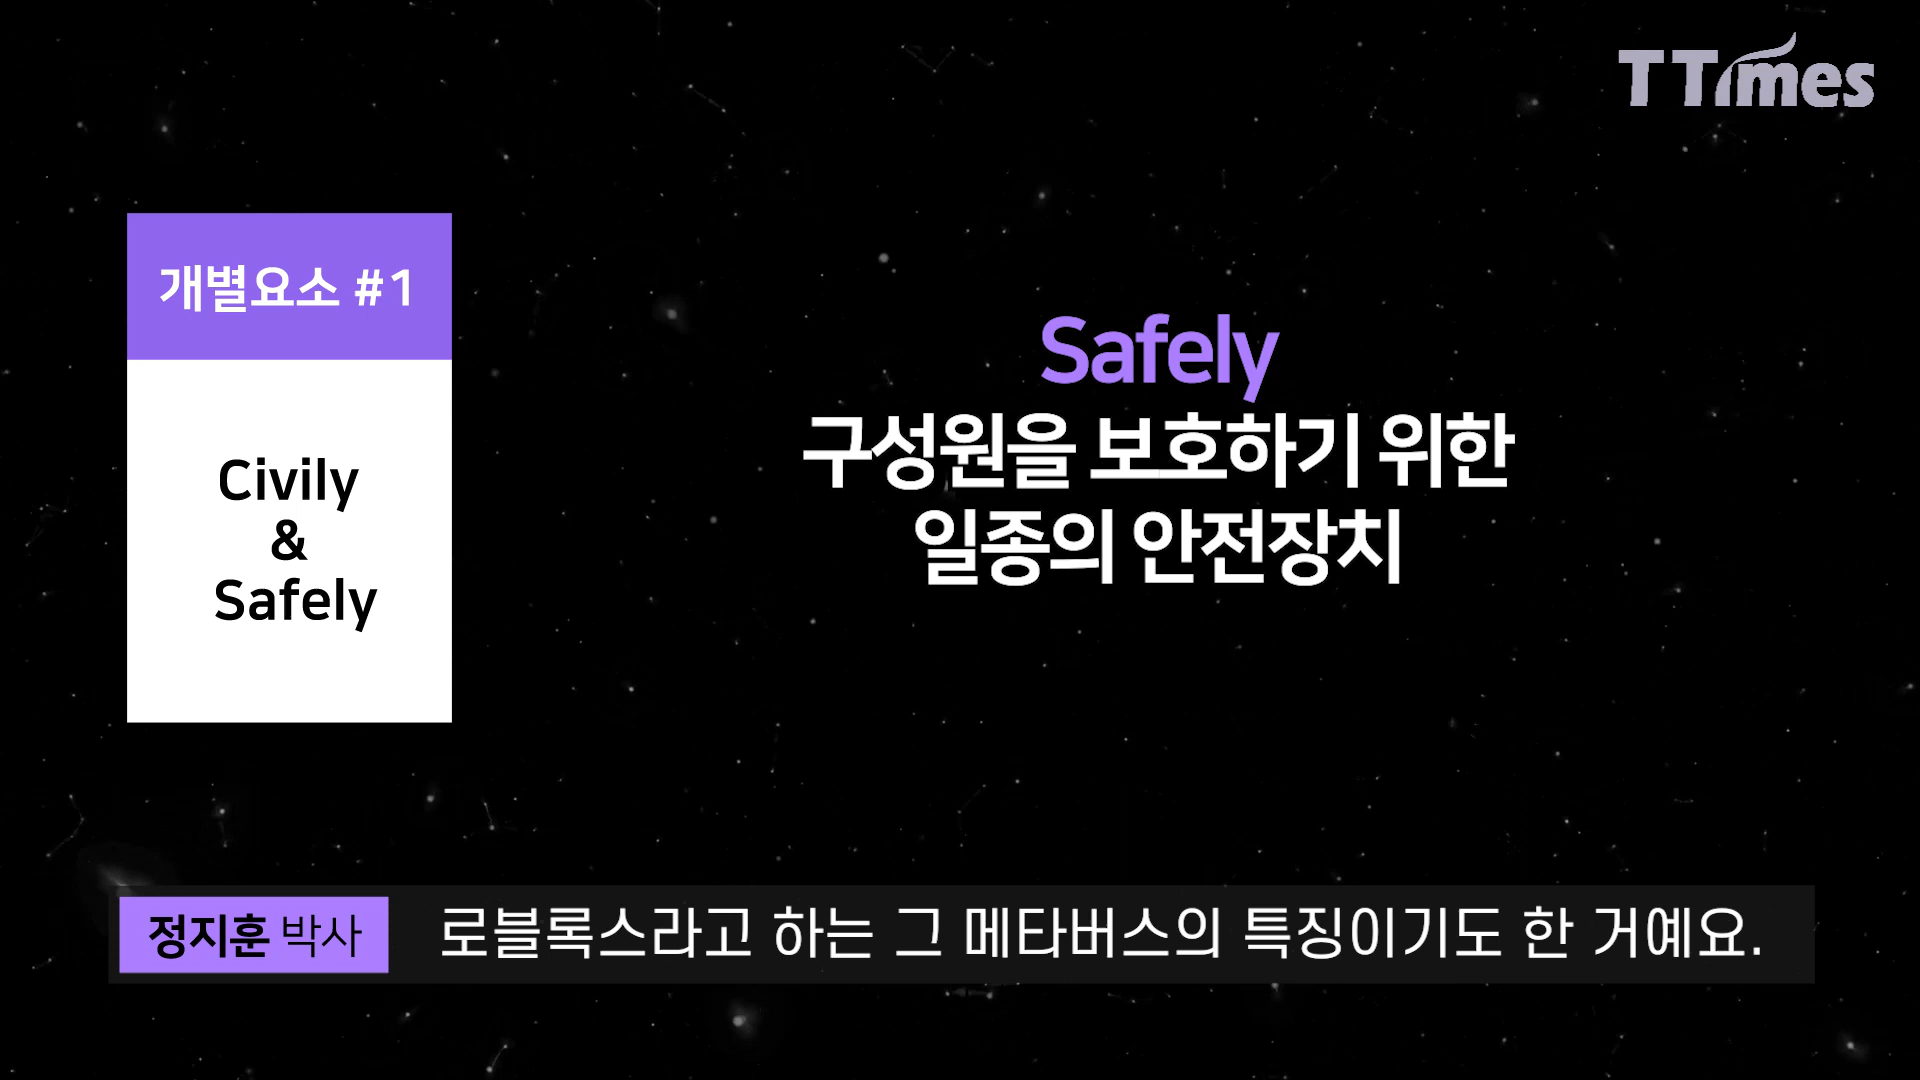 TTimes
개별요소 #1
Civily
&
Safely
Safely
구성원을 보호하기 위한
일종의 안전장치
정지훈 박사
로블록스라고 하는 그 메타버스의 특징이기도 한 거예요.